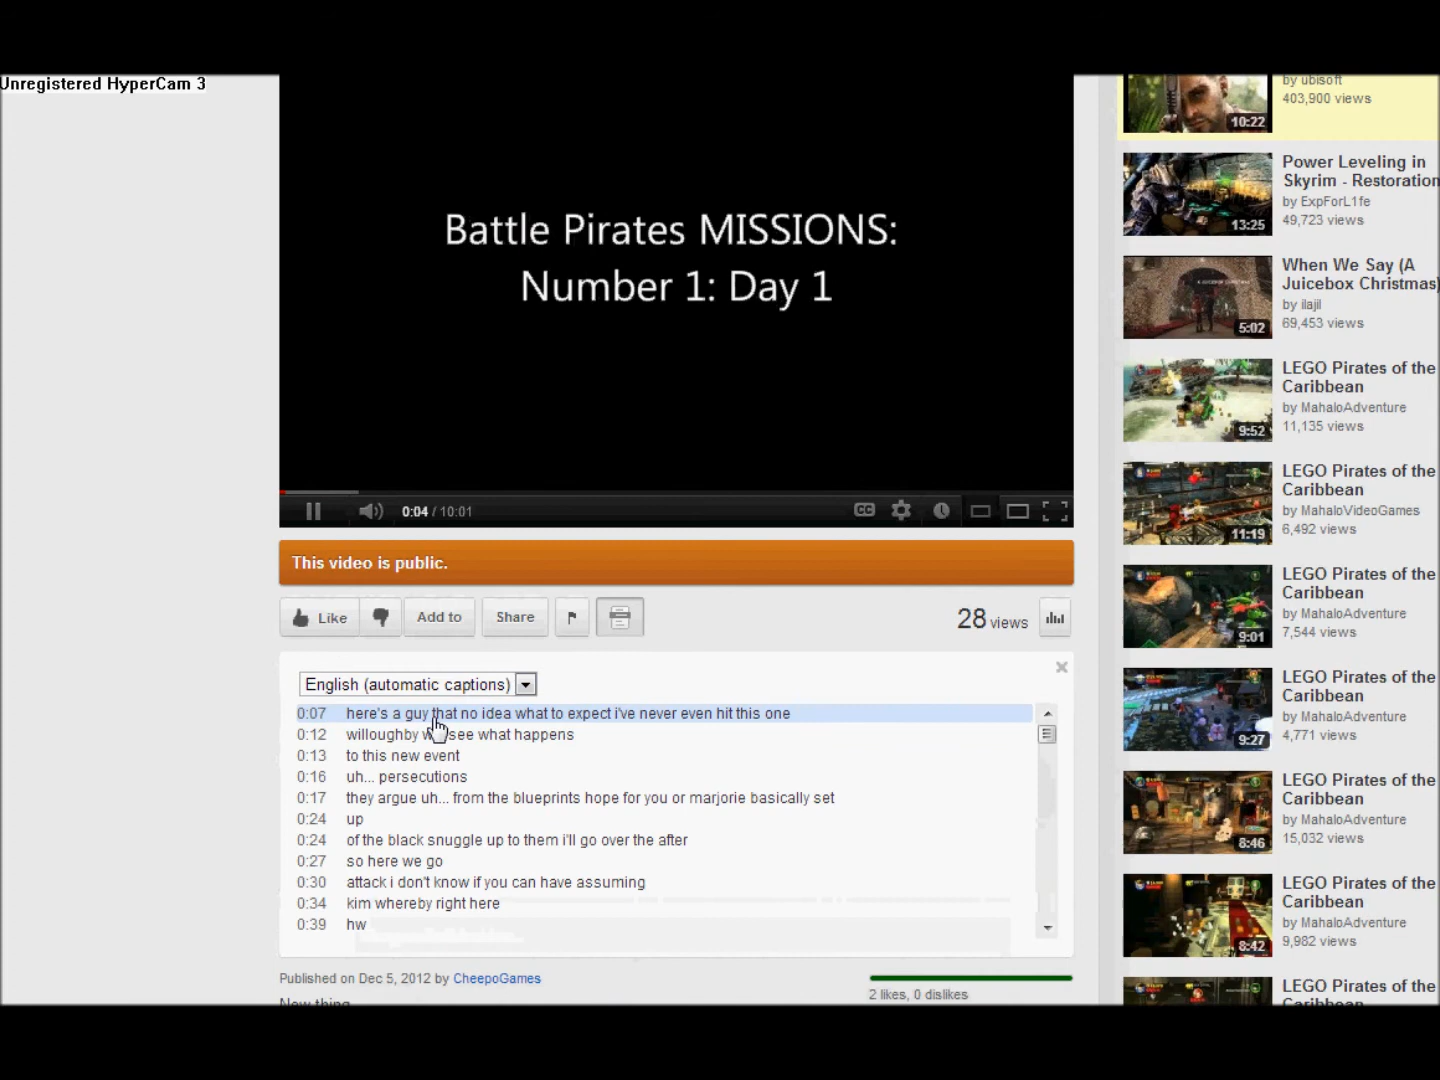 Unregistered HyperCam 3
Battle Pirates MISSIONS:
Number 1: Day 1
0:04 / 10:01
CC
This video is public.
Like
Add to
Share
28 views
English (automatic captions)
0:07 here's a guy that no idea what to expect i've never even hit this one
0:12 willoughby see what happens
0:13 to this new event
0:16 uh... persecutions
0:17 they argue uh... from the blueprints hope for you or marjorie basically set
0:24 up
0:24 of the black snuggle up to them i'll go over the after
0:27 so here we go
0:30 attack i don't know if you can have assuming
0:34 kim whereby right here
0:39 hw
Published on Dec 5, 2012 by CheepoGames
2 likes, 0 dislikes
New thing
by ubisoft
403,900 views
10:22
Power Leveling in
Skyrim - Restoration
by ExpForL1fe
49,723 views
13:25
When We Say (A
Juicebox Christmas)
by ilajil
69,453 views
5:02
LEGO Pirates of the
Caribbean
by MahaloAdventure
11,135 views
9:52
LEGO Pirates of the
Caribbean
by MahaloVideoGames
6,492 views
11:19
LEGO Pirates of the
Caribbean
by MahaloAdventure
7,544 views
9:01
LEGO Pirates of the
Caribbean
by MahaloAdventure
4,771 views
9:27
LEGO Pirates of the
Caribbean
by MahaloAdventure
15,032 views
8:46
LEGO Pirates of the
Caribbean
by MahaloAdventure
9,982 views
8:42
LEGO Pirates of the
Caribbean